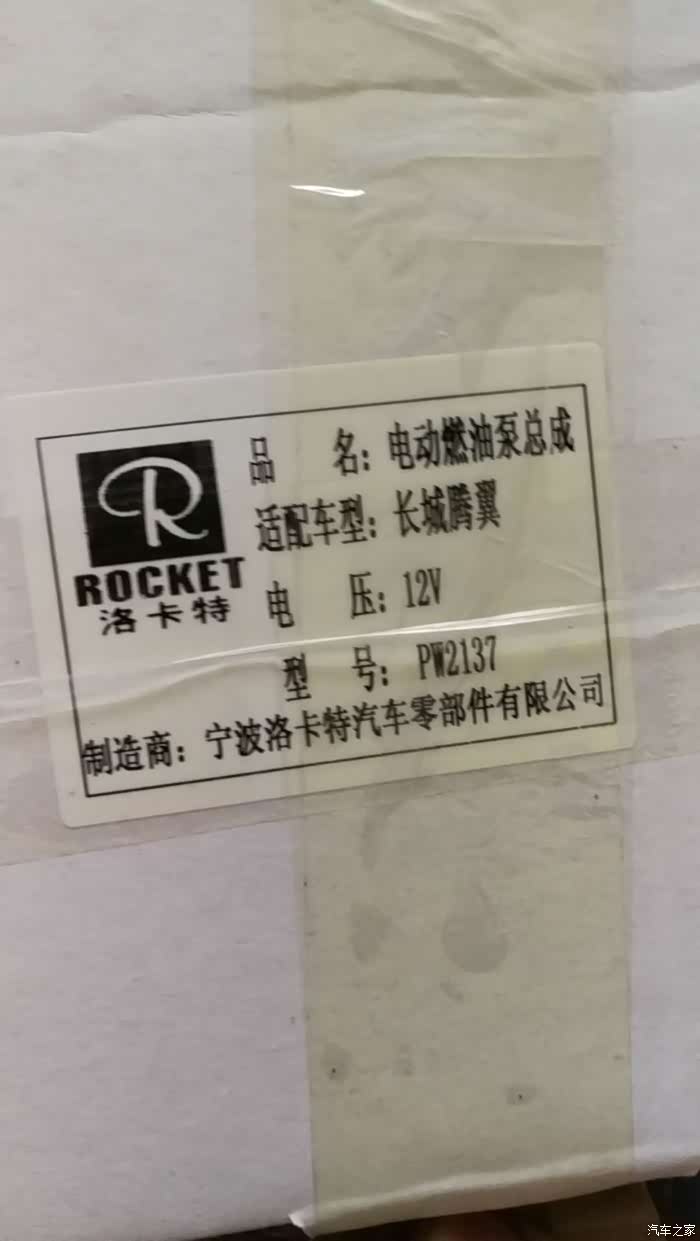 品 名：电动燃油泵总成
适配车型：长城腾翼
ROCKET
洛卡特
电 压：12V
型 号：PW2137
制造商：宁波洛卡特汽车零部件有限公司
汽车之家